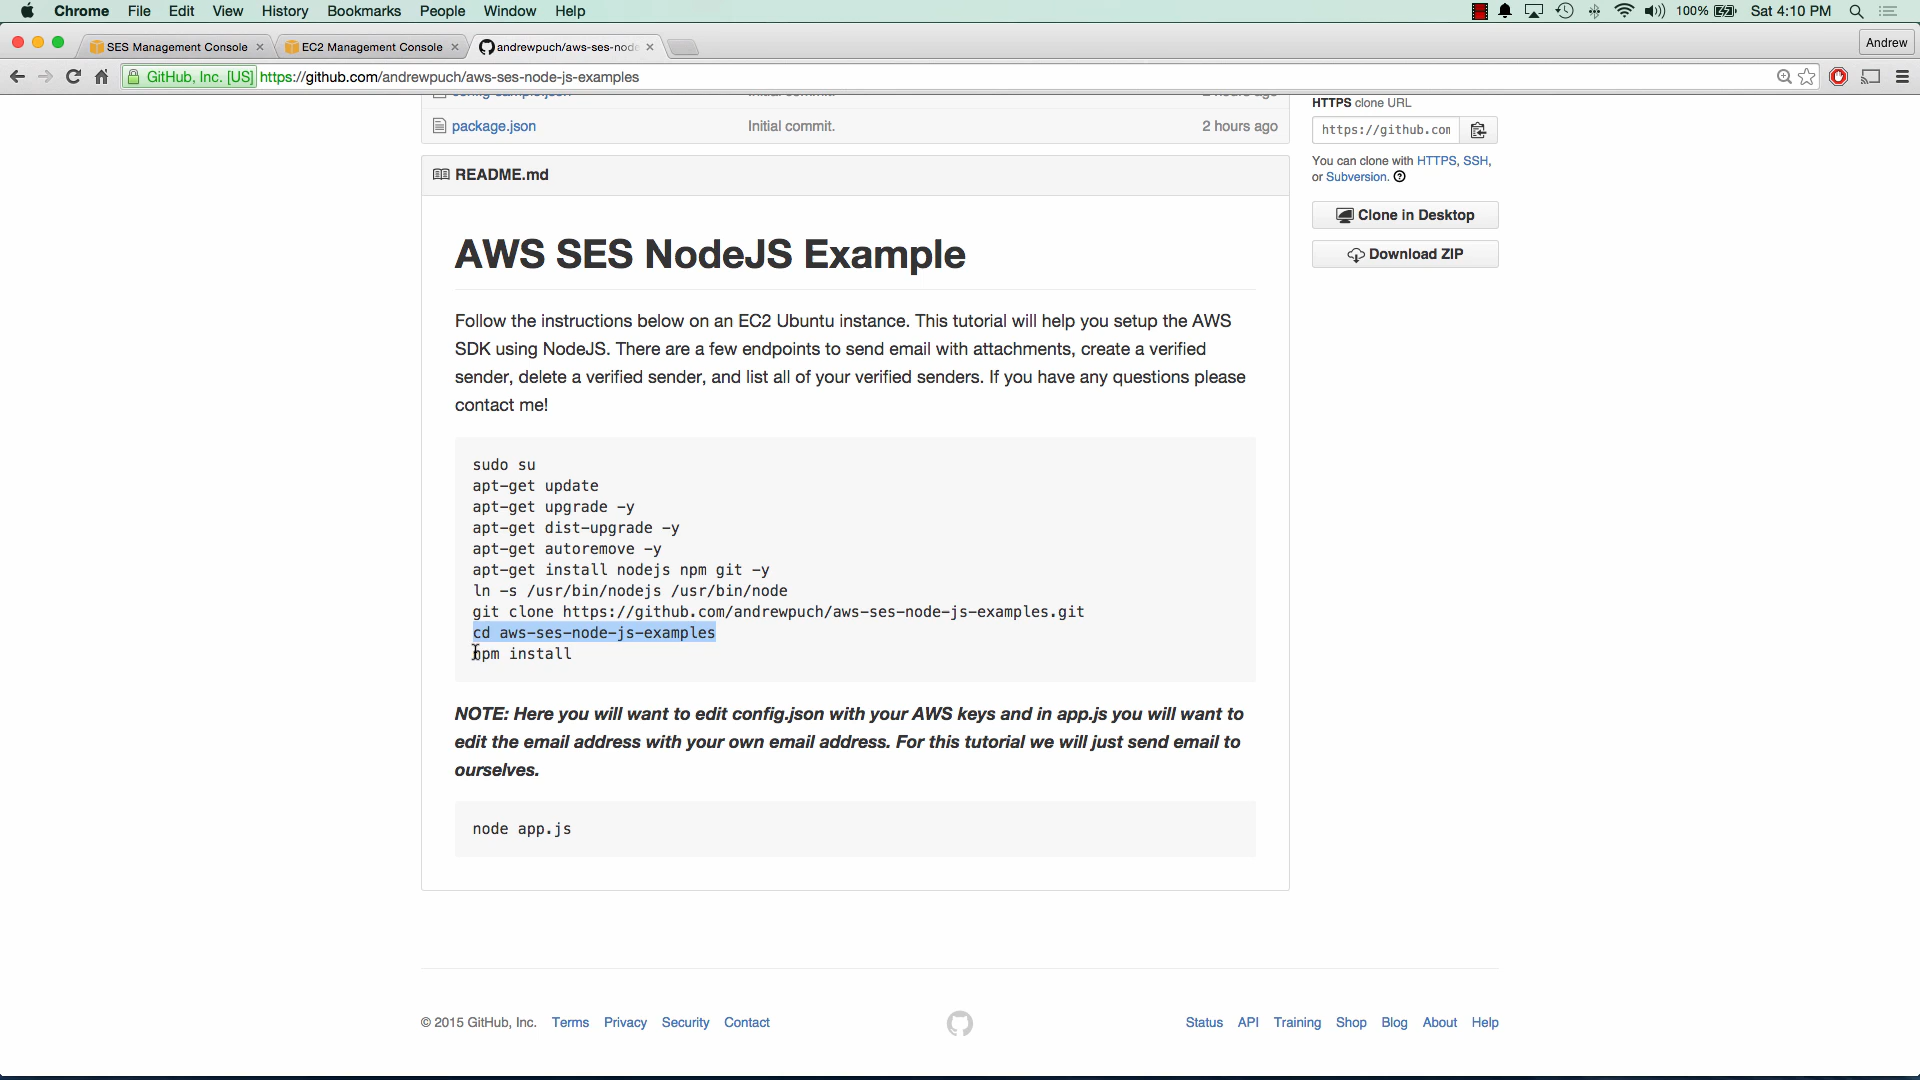 Chrome File Edit View History Bookmarks People Window Help 100% Sat 4:10 PM
SES Management Console EC2 Management Console andrewpuch/aws-ses-node Andrew
GitHub, Inc. [US] https://github.com/andrewpuch/aws-ses-node-js-examples
HTTPS clone URL
package.json Initial commit. 2 hours ago
https://github.com
You can clone with HTTPS, SSH,
or Subversion.
README.md
Clone in Desktop
Download ZIP
AWS SES NodeJS Example
Follow the instructions below on an EC2 Ubuntu instance. This tutorial will help you setup the AWS
SDK using NodeJS. There are a few endpoints to send email with attachments, create a verified
sender, delete a verified sender, and list all of your verified senders. If you have any questions please
contact me!
sudo su
apt-get update
apt-get upgrade -y
apt-get dist-upgrade -y
apt-get autoremove -y
apt-get install nodejs npm git -y
ln -s /usr/bin/nodejs /usr/bin/node
git clone https://github.com/andrewpuch/aws-ses-node-js-examples.git
cd aws-ses-node-js-examples
npm install
NOTE: Here you will want to edit config.json with your AWS keys and in app.js you will want to
edit the email address with your own email address. For this tutorial we will just send email to
ourselves.
node app.js
© 2015 GitHub, Inc. Terms Privacy Security Contact Status API Training Shop Blog About Help